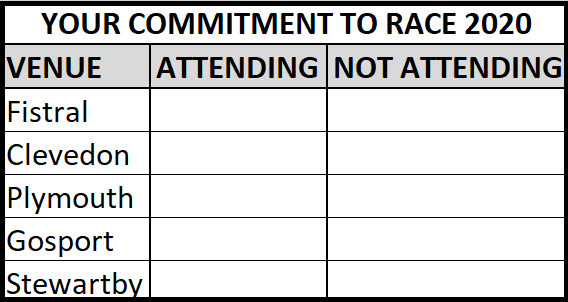 YOUR COMMITMENT TO RACE 2020
VENUE ATTENDING NOT ATTENDING
Fistral
Clevedon
Plymouth
Gosport
Stewartby